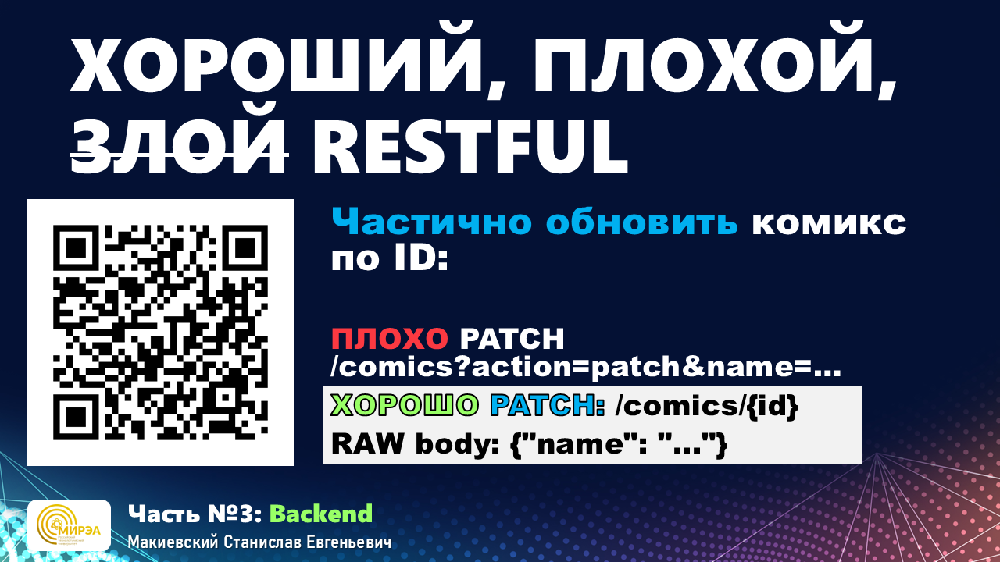 ХОРОШИЙ, ПЛОХОЙ,
ЗЛОЙ RESTFUL
Частично обновить комикс
по ID:
ПЛОХО PATCH
/comics?action=patch&name=...
ХОРОШО PATCH: /comics/{id}
RAW body: {"name": "..."}
МИРЭА
Часть №3: Backend
Макиевский Станислав Евгеньевич